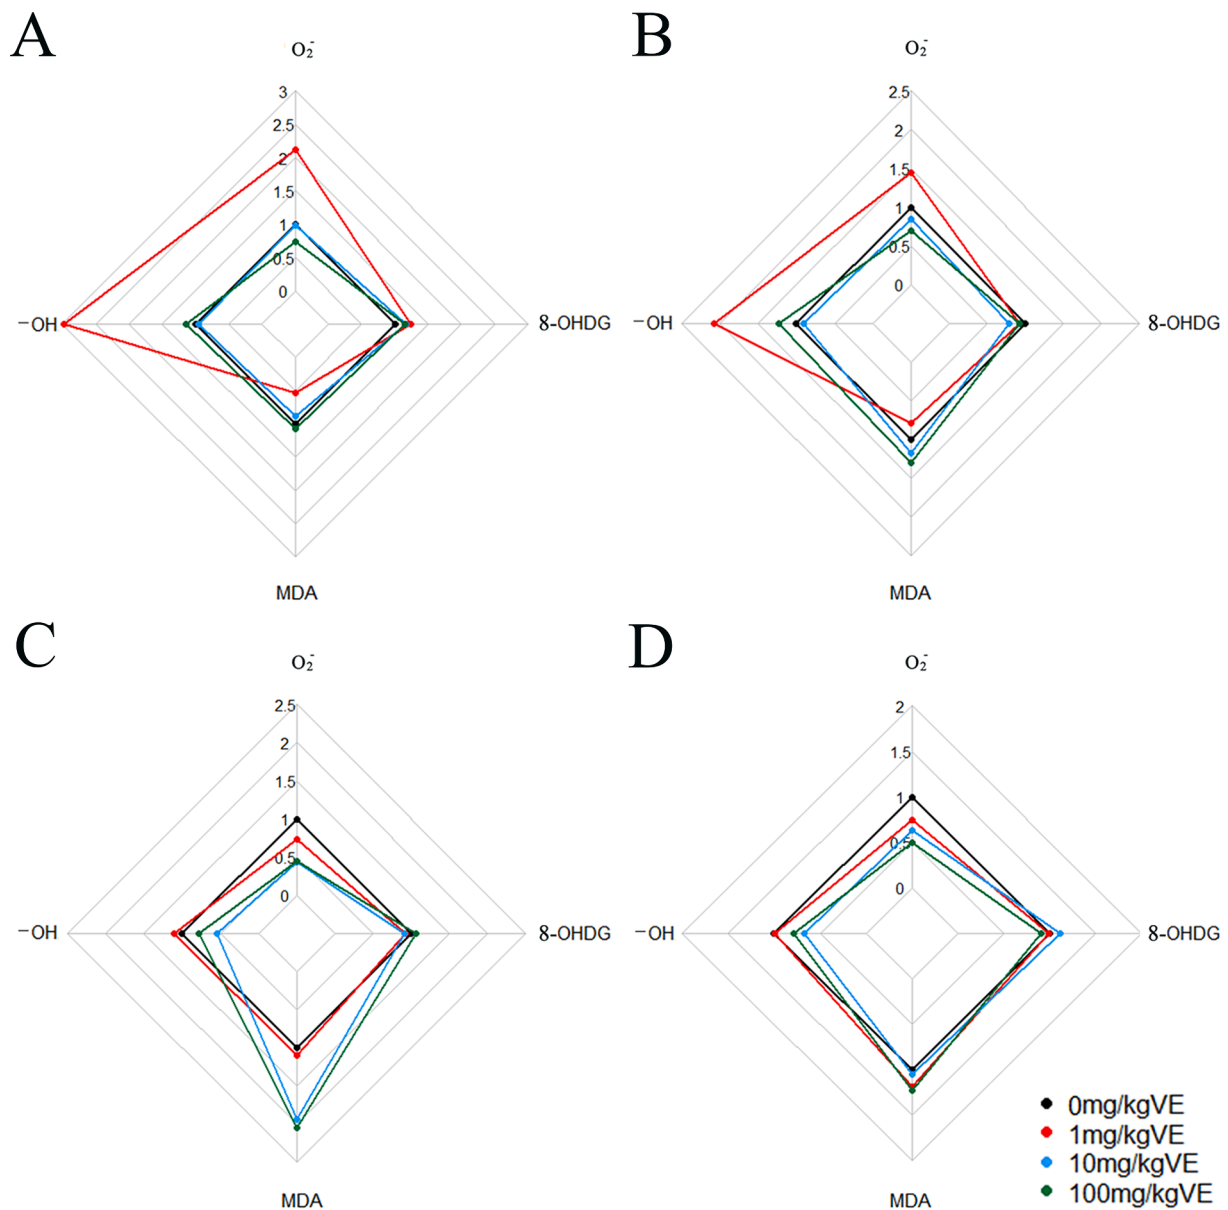 A
O₂⁻
3
2.5
2
1.5
1
0.5
0
−OH
8-OHDG
MDA
B
O₂⁻
2.5
2
1.5
1
0.5
0
−OH
8-OHDG
MDA
C
O₂⁻
2.5
2
1.5
1
0.5
0
−OH
8-OHDG
MDA
D
O₂⁻
2
1.5
1
0.5
0
−OH
8-OHDG
MDA
0mg/kgVE
1mg/kgVE
10mg/kgVE
100mg/kgVE